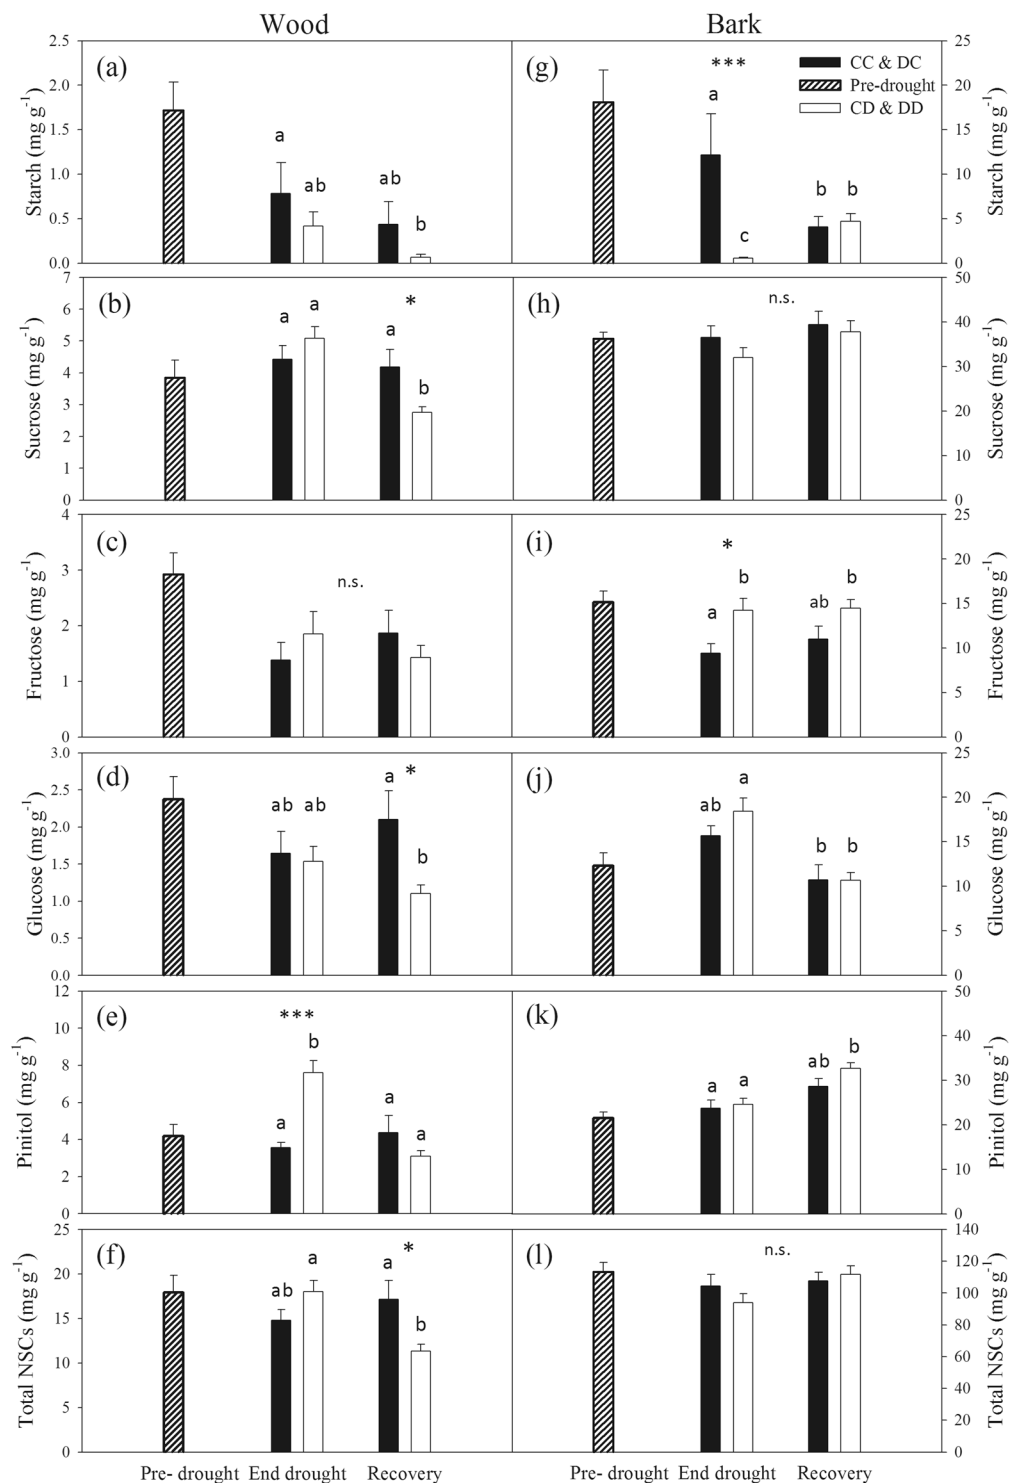 Wood
Bark
(a)
Starch (mg g-1)
2.5
2.0
1.5
1.0
0.5
0.0
a
ab
ab
b
(g)
***
a
c
b
b
CC & DC
Pre-drought
CD & DD
25
20
15
10
5
0
Starch (mg g-1)
(b)
Sucrose (mg g-1)
7
6
5
4
3
2
1
0
a
a
a
*
b
(h)
n.s.
50
40
30
20
10
0
Sucrose (mg g-1)
(c)
Fructose (mg g-1)
4
3
2
1
0
n.s.
(i)
*
a
b
ab
b
25
20
15
10
5
0
Fructose (mg g-1)
(d)
Glucose (mg g-1)
3.0
2.5
2.0
1.5
1.0
0.5
0.0
ab
ab
a
*
b
(j)
ab
a
b
b
25
20
15
10
5
0
Glucose (mg g-1)
(e)
Pinitol (mg g-1)
12
10
8
6
4
2
0
***
a
b
a
a
(k)
a
a
ab
b
50
40
30
20
10
0
Pinitol (mg g-1)
(f)
Total NSCs (mg g-1)
25
20
15
10
5
0
ab
a
a
*
b
(l)
n.s.
140
120
100
80
60
40
20
0
Total NSCs (mg g-1)
Pre- drought
End drought
Recovery
Pre-drought
End drought
Recovery